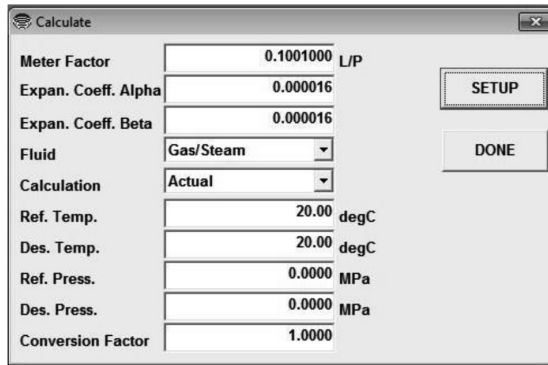 Calculate
Meter Factor 0.1001000 L/P
Expan. Coeff. Alpha 0.000016
SETUP
Expan. Coeff. Beta 0.000016
Fluid Gas/Steam
DONE
Calculation Actual
Ref. Temp. 20.00 degC
Des. Temp. 20.00 degC
Ref. Press. 0.0000 MPa
Des. Press. 0.0000 MPa
Conversion Factor 1.0000